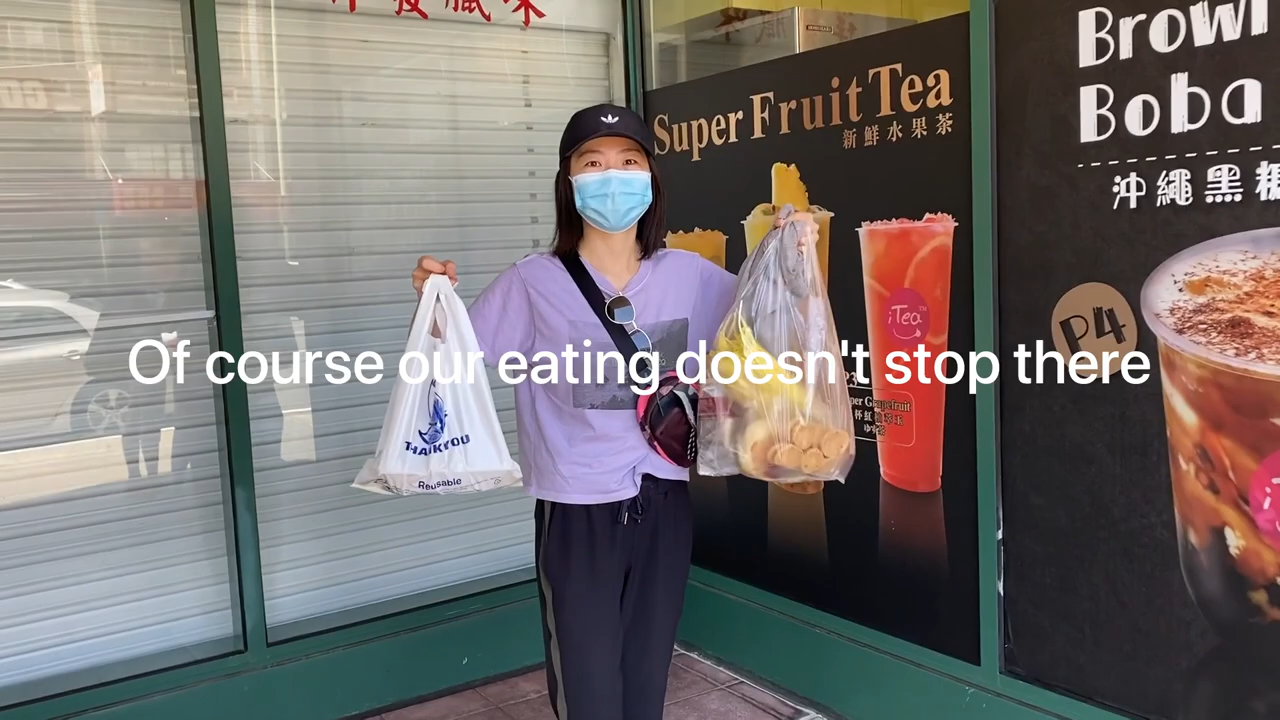 Super Fruit Tea
新鮮水果茶
Boba
沖繩黑糖
P4
iTea
Of course our eating doesn't stop there
THANK YOU
Reusable